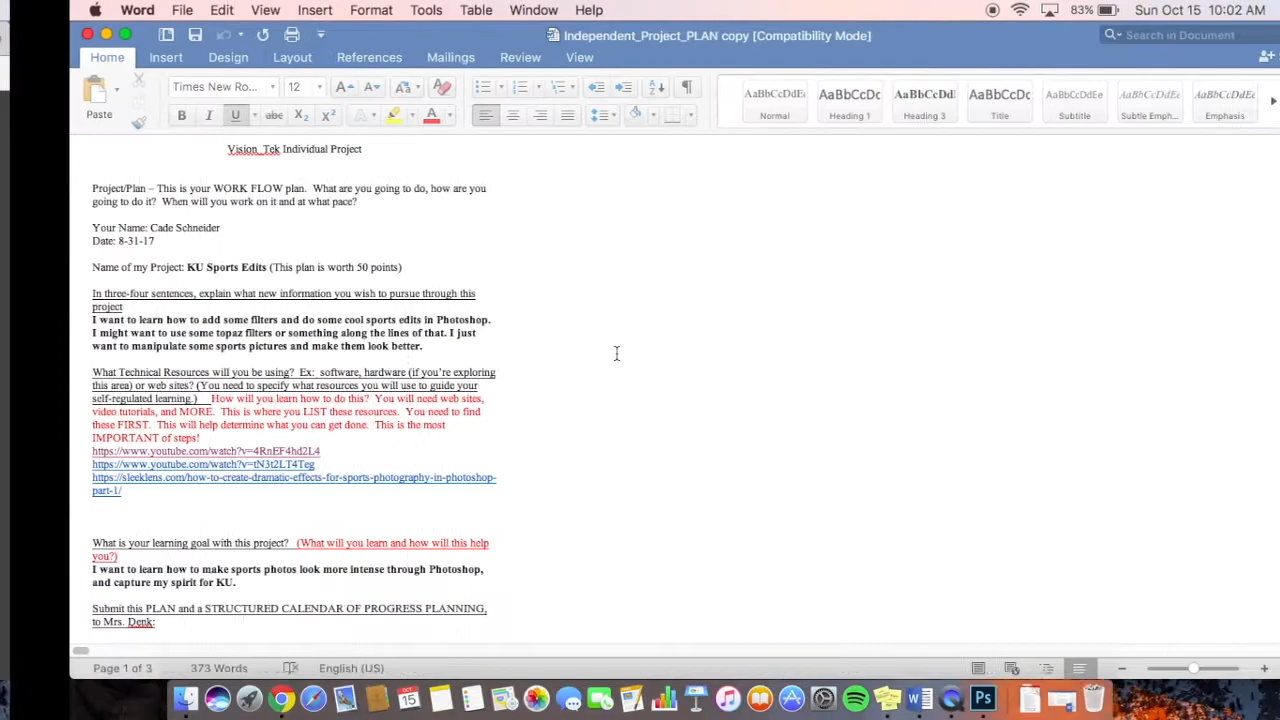 Word File Edit View Insert Format Tools Table Window Help 83% Sun Oct 15 10:02 AM
Independent_Project_PLAN copy [Compatibility Mode] Search in Document
Home Insert Design Layout References Mailings Review View
Times New Ro... 12
Paste B I U abc X2 X2 A A
AaBbCcDdEe AaBbCcDc AaBbCcDd AaBbCcDc AaBbCcDdEe AaBbCcDdEe AaBbCcDdEe
Normal Heading 1 Heading 3 Title Subtitle Subtle Emph... Emphasis
Vision_Tek Individual Project
Project/Plan – This is your WORK FLOW plan. What are you going to do, how are you
going to do it? When will you work on it and at what pace?
Your Name: Cade Schneider
Date: 8-31-17
Name of my Project: KU Sports Edits (This plan is worth 50 points)
In three-four sentences, explain what new information you wish to pursue through this
project
I want to learn how to add some filters and do some cool sports edits in Photoshop.
I might want to use some topaz filters or something along the lines of that. I just
want to manipulate some sports pictures and make them look better.
What Technical Resources will you be using? Ex: software, hardware (if you're exploring
this area) or web sites? (You need to specify what resources you will use to guide your
self-regulated learning.) How will you learn how to do this? You will need web sites,
video tutorials, and MORE. This is where you LIST these resources. You need to find
these FIRST. This will help determine what you can get done. This is the most
IMPORTANT of steps!
https://www.youtube.com/watch?v=4RnEF4hd2L4
https://www.youtube.com/watch?v=tN3t2LT4Teg
https://sleeklens.com/how-to-create-dramatic-effects-for-sports-photography-in-photoshop-
part-1/
What is your learning goal with this project? (What will you learn and how will this help
you?)
I want to learn how to make sports photos look more intense through Photoshop,
and capture my spirit for KU.
Submit this PLAN and a STRUCTURED CALENDAR OF PROGRESS PLANNING,
to Mrs. Denk:
Page 1 of 3 373 Words English (US)
OCT 15 W Ps